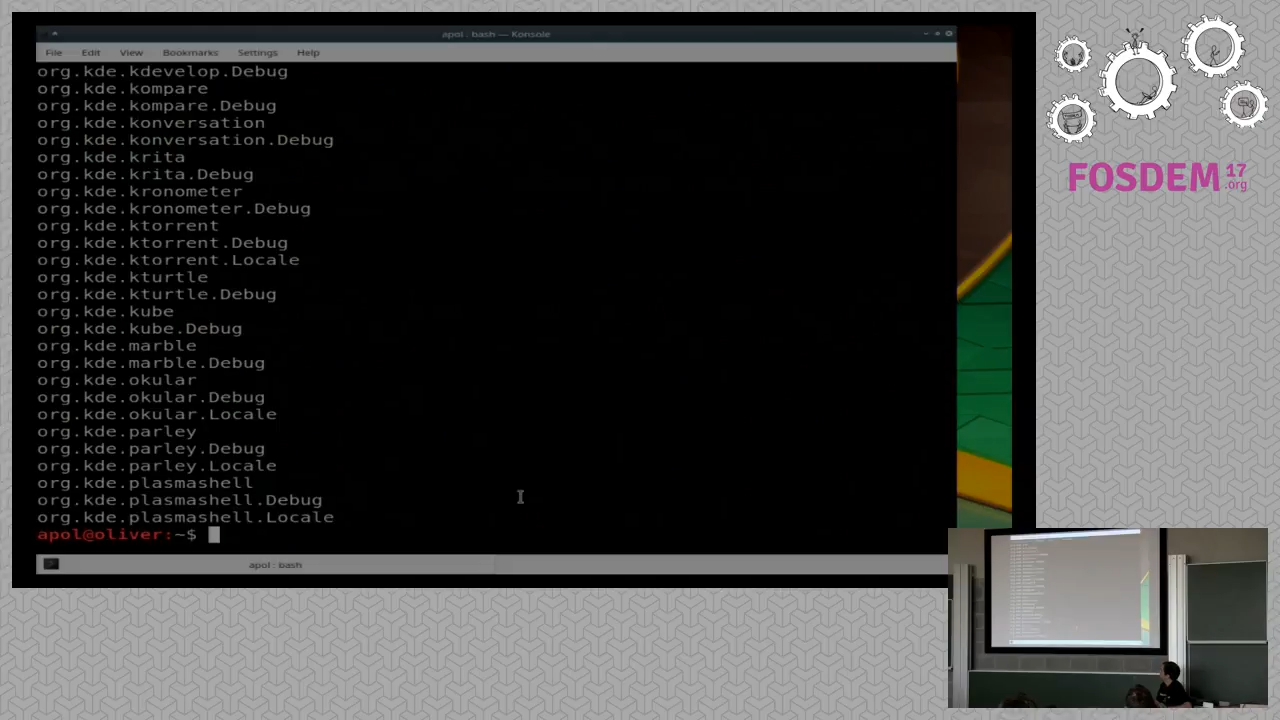 apol : bash — Konsole
File Edit View Bookmarks Settings Help
org.kde.kdevelop.Debug
org.kde.kompare
org.kde.kompare.Debug
org.kde.konversation
org.kde.konversation.Debug
org.kde.krita
org.kde.krita.Debug
org.kde.kronometer
org.kde.kronometer.Debug
org.kde.ktorrent
org.kde.ktorrent.Debug
org.kde.ktorrent.Locale
org.kde.kturtle
org.kde.kturtle.Debug
org.kde.kube
org.kde.kube.Debug
org.kde.marble
org.kde.marble.Debug
org.kde.okular
org.kde.okular.Debug
org.kde.okular.Locale
org.kde.parley
org.kde.parley.Debug
org.kde.parley.Locale
org.kde.plasmashell
org.kde.plasmashell.Debug
org.kde.plasmashell.Locale
apol@oliver:~$
apol : bash
FOSDEM 17
.org